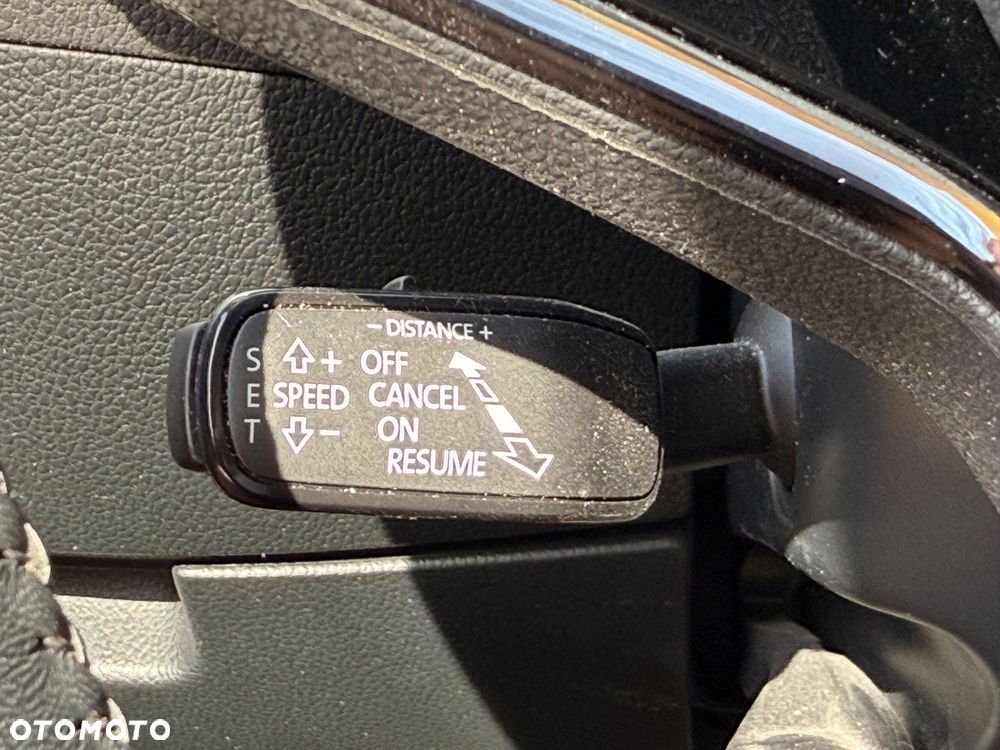 - DISTANCE +
S + OFF
E SPEED CANCEL
T - ON
RESUME
OTOMOTO